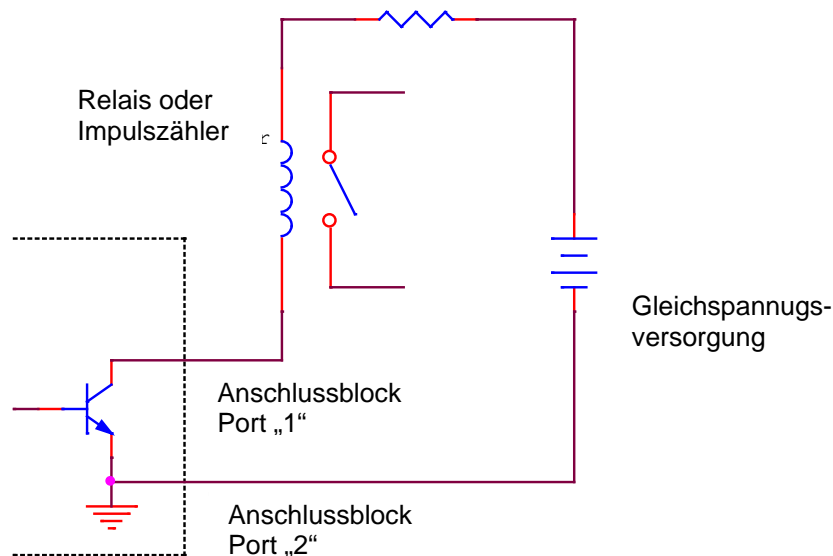 Relais oder
Impulszähler
Gleichspannugs-
versorgung
Anschlussblock
Port „1“
Anschlussblock
Port „2“